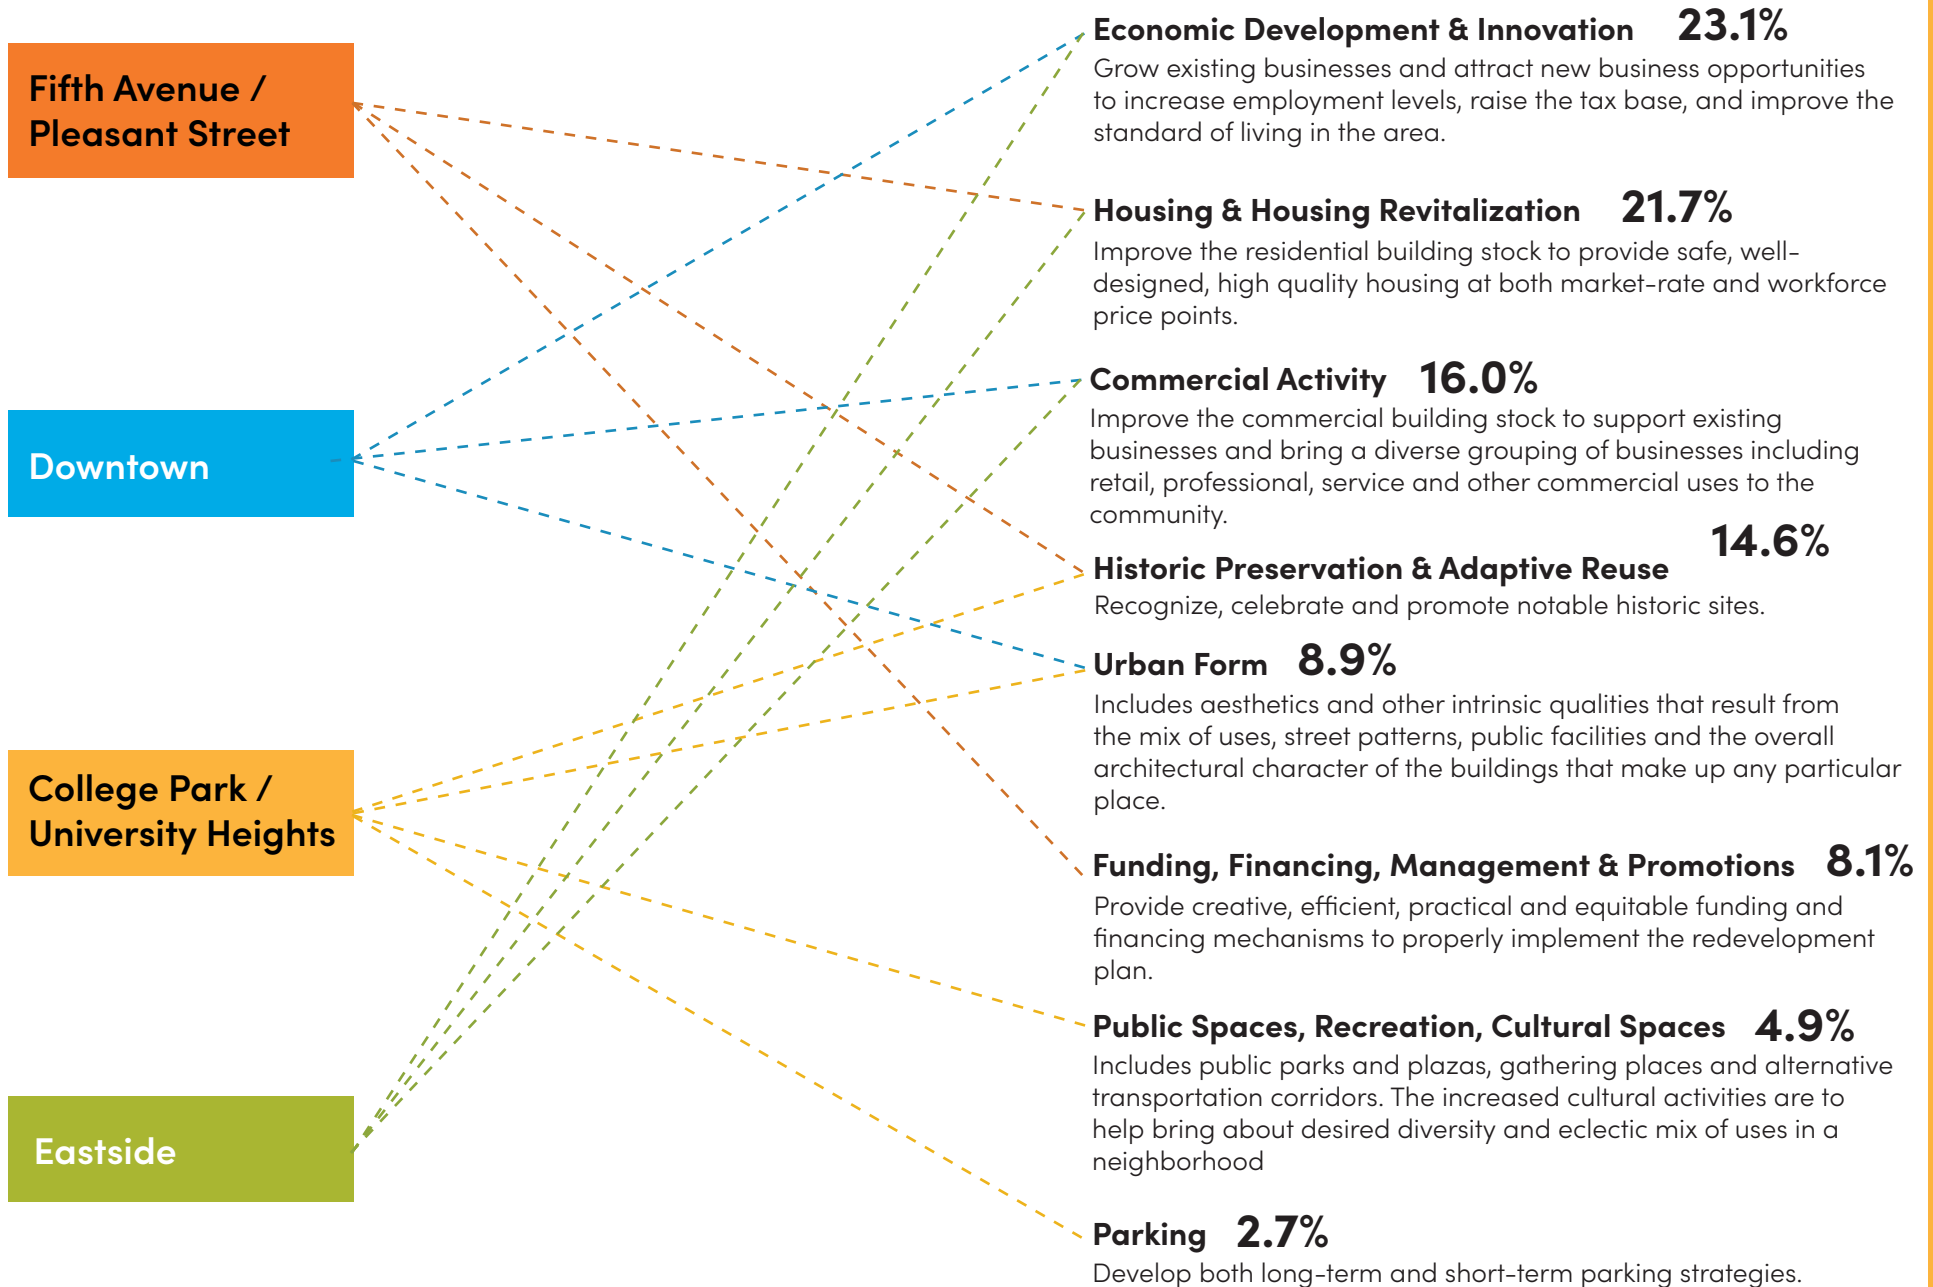 Fifth Avenue /
Pleasant Street
Downtown
College Park /
University Heights
Eastside
Economic Development & Innovation 23.1%
Grow existing businesses and attract new business opportunities
to increase employment levels, raise the tax base, and improve the
standard of living in the area.
Housing & Housing Revitalization 21.7%
Improve the residential building stock to provide safe, well-
designed, high quality housing at both market-rate and workforce
price points.
Commercial Activity 16.0%
Improve the commercial building stock to support existing
businesses and bring a diverse grouping of businesses including
retail, professional, service and other commercial uses to the
community.
Historic Preservation & Adaptive Reuse 14.6%
Recognize, celebrate and promote notable historic sites.
Urban Form 8.9%
Includes aesthetics and other intrinsic qualities that result from
the mix of uses, street patterns, public facilities and the overall
architectural character of the buildings that make up any particular
place.
Funding, Financing, Management & Promotions 8.1%
Provide creative, efficient, practical and equitable funding and
financing mechanisms to properly implement the redevelopment
plan.
Public Spaces, Recreation, Cultural Spaces 4.9%
Includes public parks and plazas, gathering places and alternative
transportation corridors. The increased cultural activities are to
help bring about desired diversity and eclectic mix of uses in a
neighborhood
Parking 2.7%
Develop both long-term and short-term parking strategies.